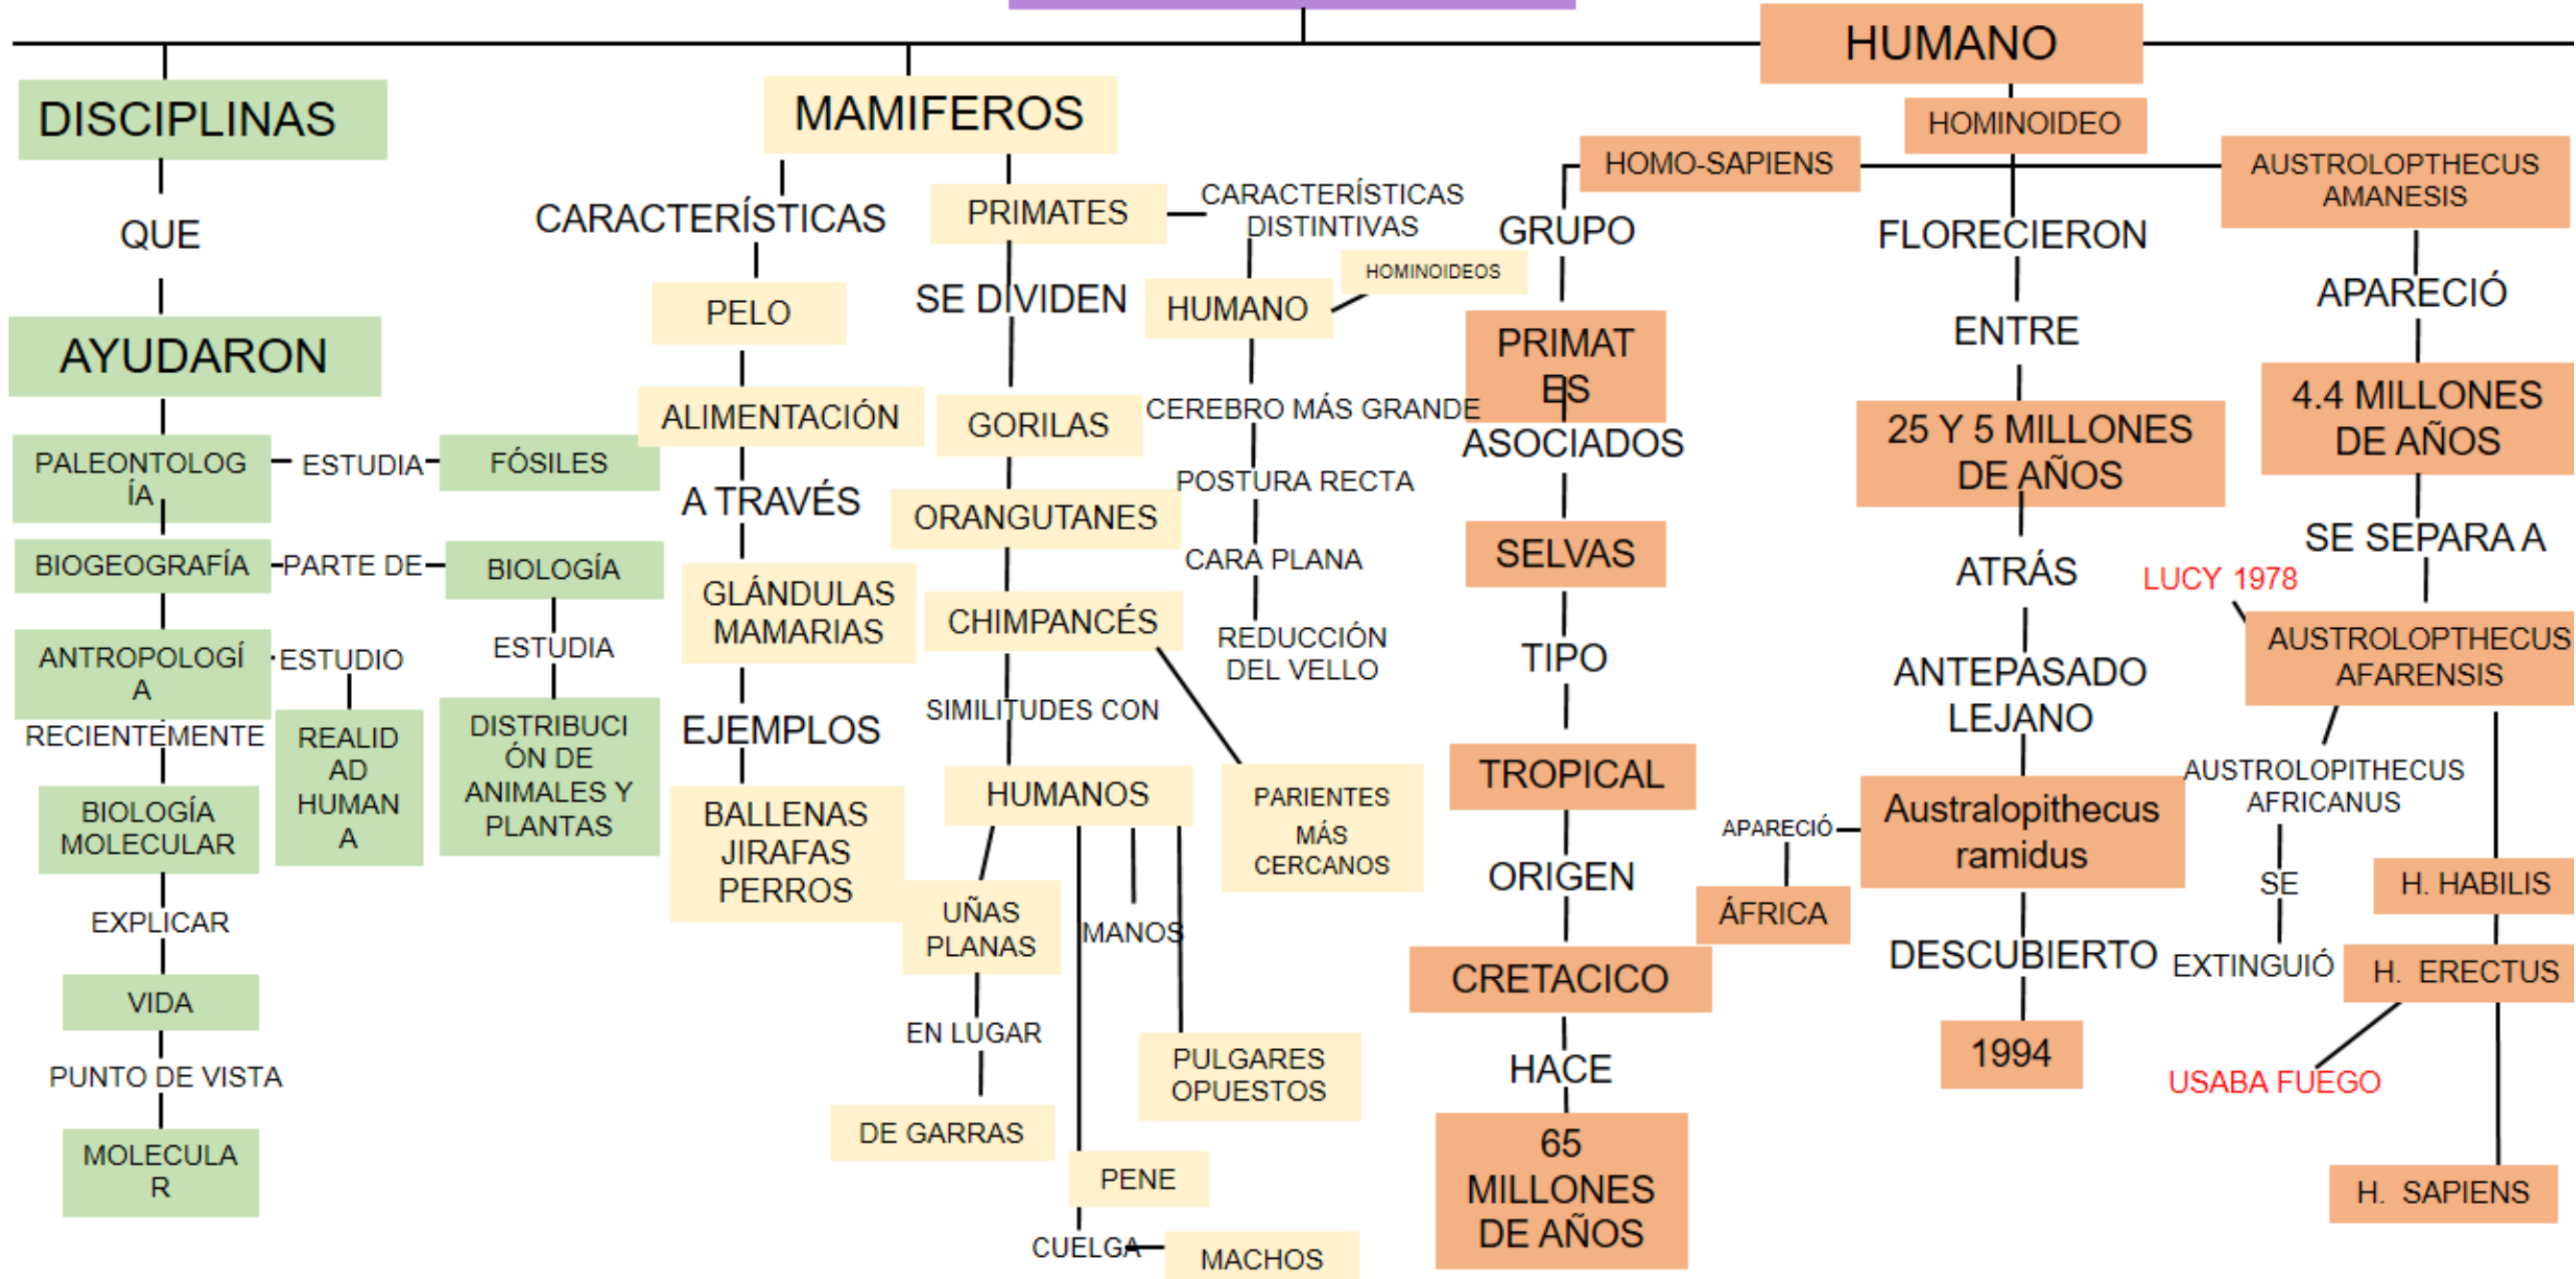 DISCIPLINAS
QUE
AYUDARON
PALEONTOLOG
ÍA
ESTUDIA
FÓSILES
BIOGEOGRAFÍA
PARTE DE
BIOLOGÍA
ESTUDIA
DISTRIBUCI
ÓN DE
ANIMALES Y
PLANTAS
ANTROPOLOGÍ
A
ESTUDIO
REALID
AD
HUMAN
A
RECIENTEMENTE
BIOLOGÍA
MOLECULAR
EXPLICAR
VIDA
PUNTO DE VISTA
MOLECULA
R
MAMIFEROS
CARACTERÍSTICAS
PELO
ALIMENTACIÓN
A TRAVÉS
GLÁNDULAS
MAMARIAS
EJEMPLOS
BALLENAS
JIRAFAS
PERROS
PRIMATES
CARACTERÍSTICAS
DISTINTIVAS
HUMANO
HOMINOIDEOS
CEREBRO MÁS GRANDE
POSTURA RECTA
CARA PLANA
REDUCCIÓN
DEL VELLO
SE DIVIDEN
GORILAS
ORANGUTANES
CHIMPANCÉS
PARIENTES
MÁS
CERCANOS
SIMILITUDES CON
HUMANOS
UÑAS
PLANAS
EN LUGAR
DE GARRAS
MANOS
PULGARES
OPUESTOS
PENE
CUELGA
MACHOS
HUMANO
HOMINOIDEO
HOMO-SAPIENS
GRUPO
PRIMAT
ES
ASOCIADOS
SELVAS
TIPO
TROPICAL
ORIGEN
CRETACICO
HACE
65
MILLONES
DE AÑOS
FLORECIERON
ENTRE
25 Y 5 MILLONES
DE AÑOS
ATRÁS
ANTEPASADO
LEJANO
Australopithecus
ramidus
APARECIÓ
ÁFRICA
DESCUBIERTO
1994
AUSTROLOPTHECUS
AMANESIS
APARECIÓ
4.4 MILLONES
DE AÑOS
SE SEPARA A
LUCY 1978
AUSTROLOPTHECUS
AFARENSIS
AUSTROLOPITHECUS
AFRICANUS
SE
EXTINGUIÓ
H. HABILIS
H. ERECTUS
USABA FUEGO
H. SAPIENS